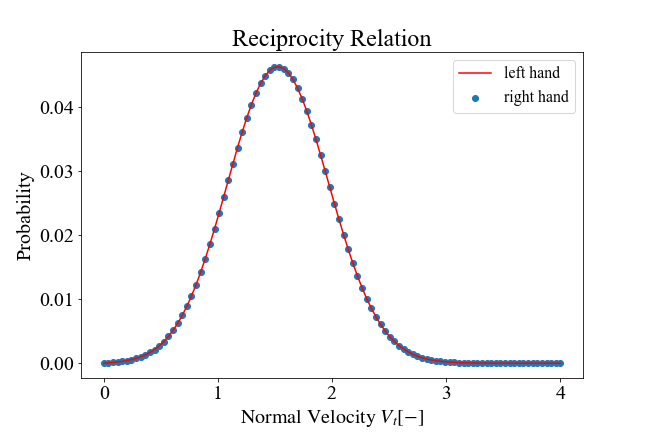 Reciprocity Relation
left hand
right hand
Probability
0.04
0.03
0.02
0.01
0.00
0 1 2 3 4
Normal Velocity Vₜ[−]